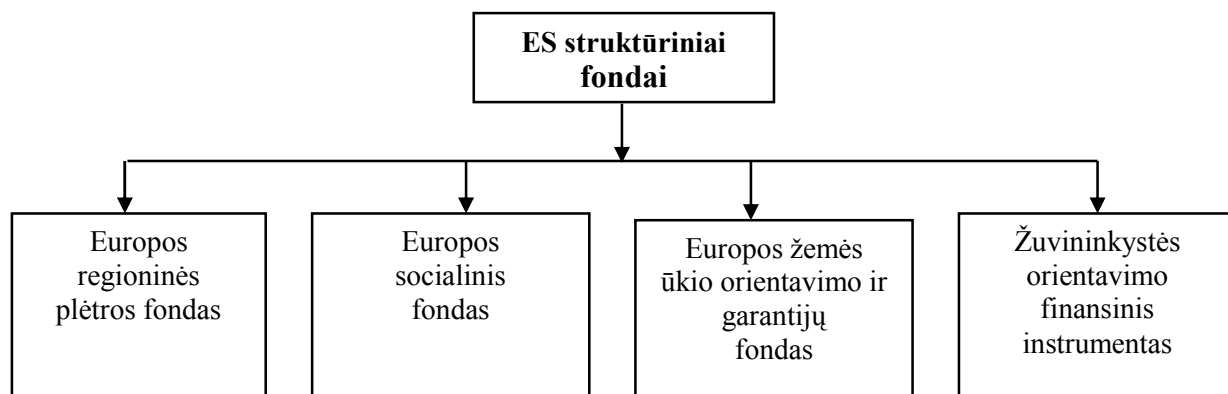 ES struktūriniai
fondai
Europos
regioninės
plėtros fondas
Europos
socialinis
fondas
Europos žemės
ūkio orientavimo ir
garantijų
fondas
Žuvininkystės
orientavimo
finansinis
instrumentas